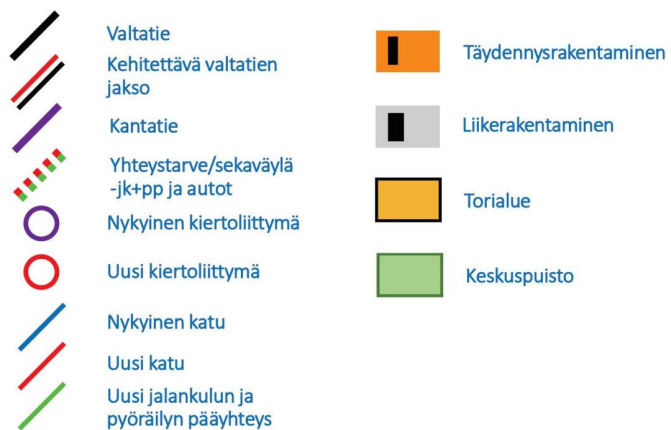 Valtatie
Kehitettävä valtatien
jakso
Kantatie
Yhteystarve/sekaväylä
-jk+pp ja autot
Nykyinen kiertoliittymä
Uusi kiertoliittymä
Nykyinen katu
Uusi katu
Uusi jalankulun ja
pyöräilyn pääyhteys
Täydennysrakentaminen
Liikerakentaminen
Torialue
Keskuspuisto